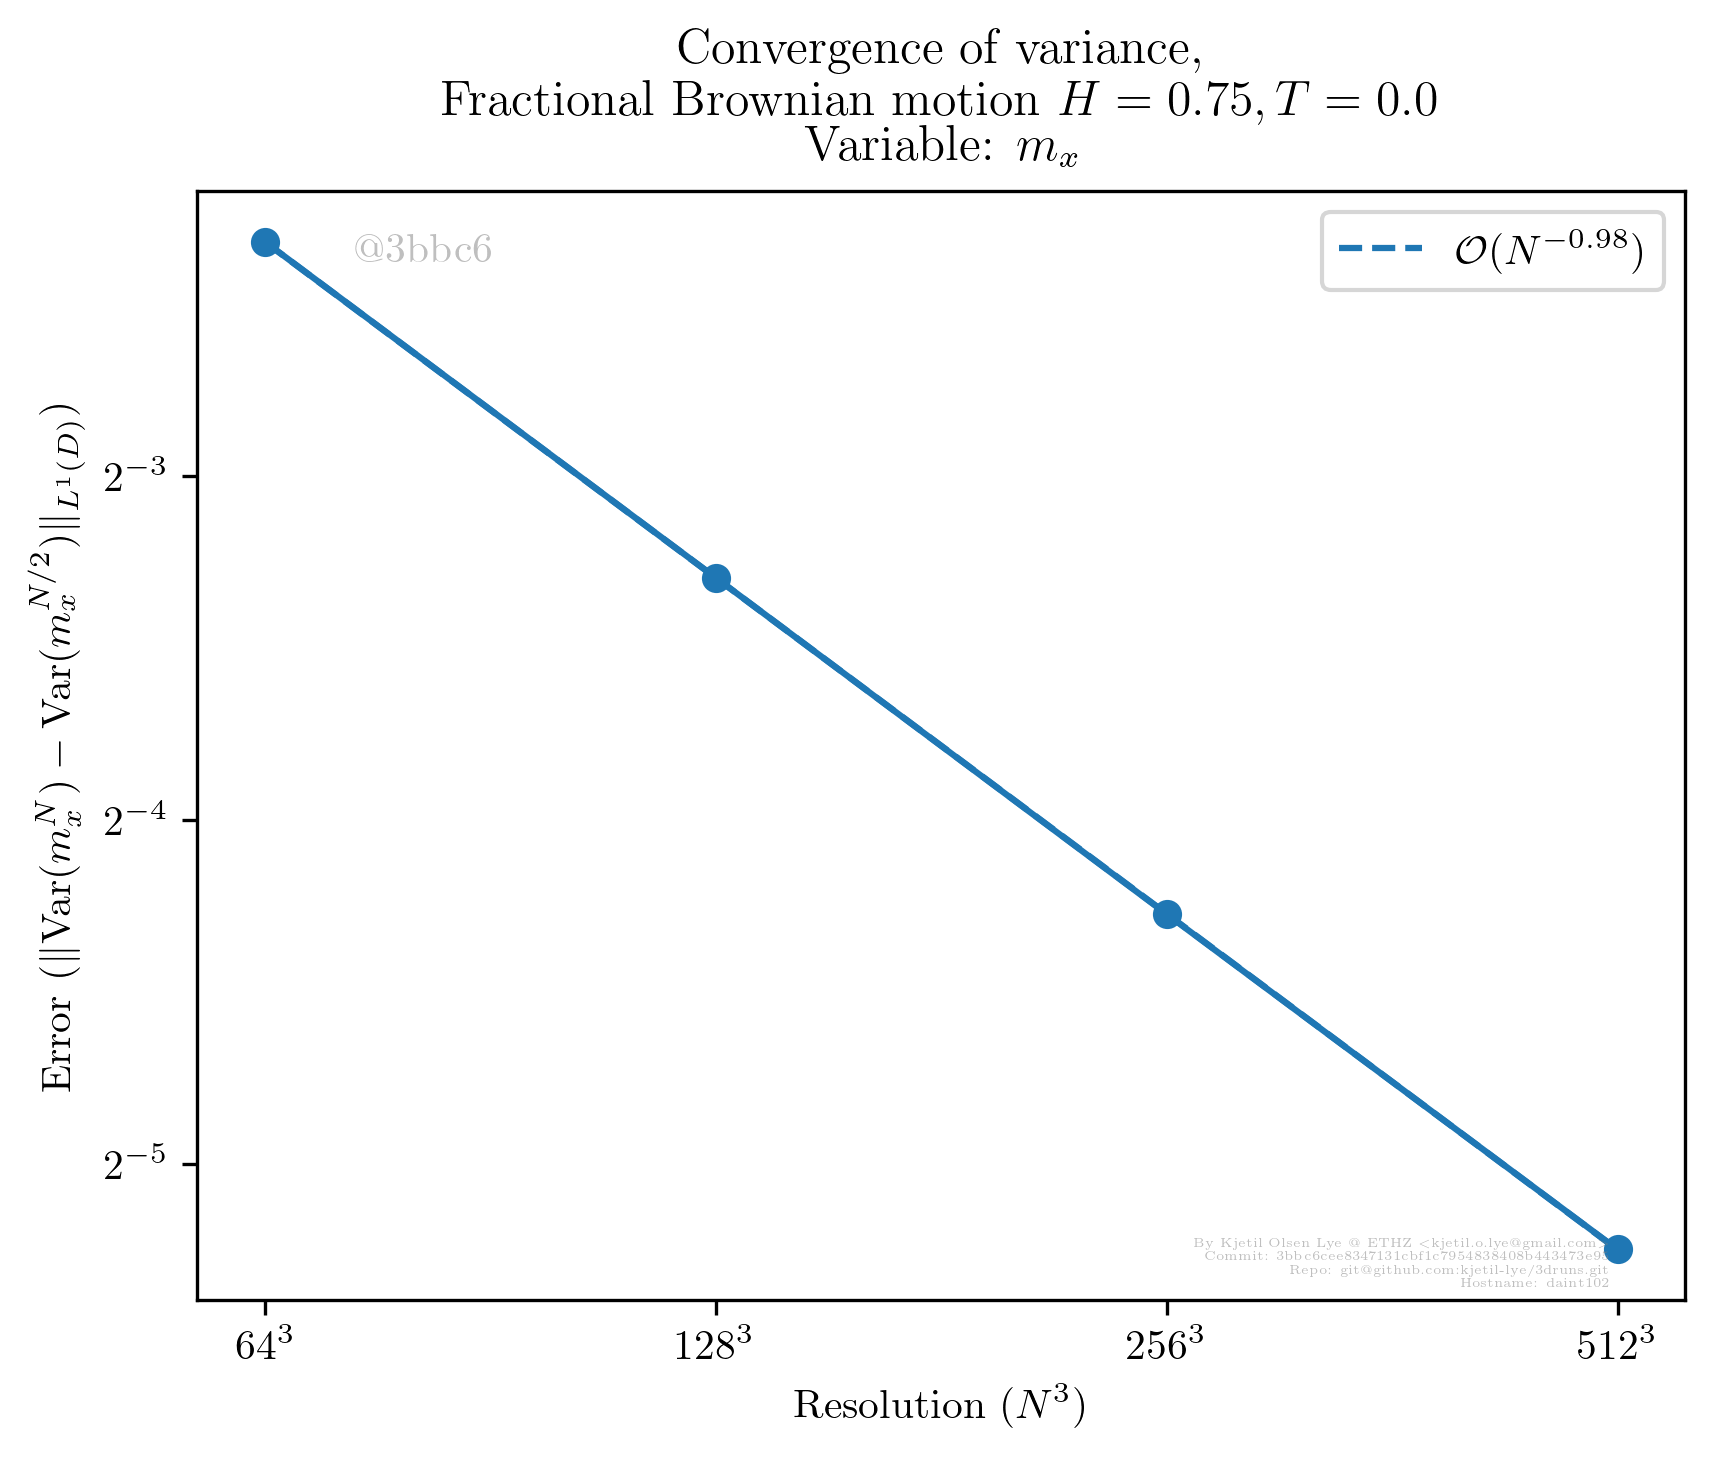 Convergence of variance,
Fractional Brownian motion H = 0.75, T = 0.0
Variable: m_x
@3bbc6
O(N^{-0.98})
Error (||Var(m_x^N) − Var(m_x^{N/2})||_{L^1(D)})
2^{-3}
2^{-4}
2^{-5}
By Kjetil Olsen Lye @ ETHZ <kjetil.o.lye@gmail.com
Commit:
Repo: git@github.com:kjetil-lye/3druns.git
Hostname: daint102
64^3
128^3
256^3
512^3
Resolution (N^3)